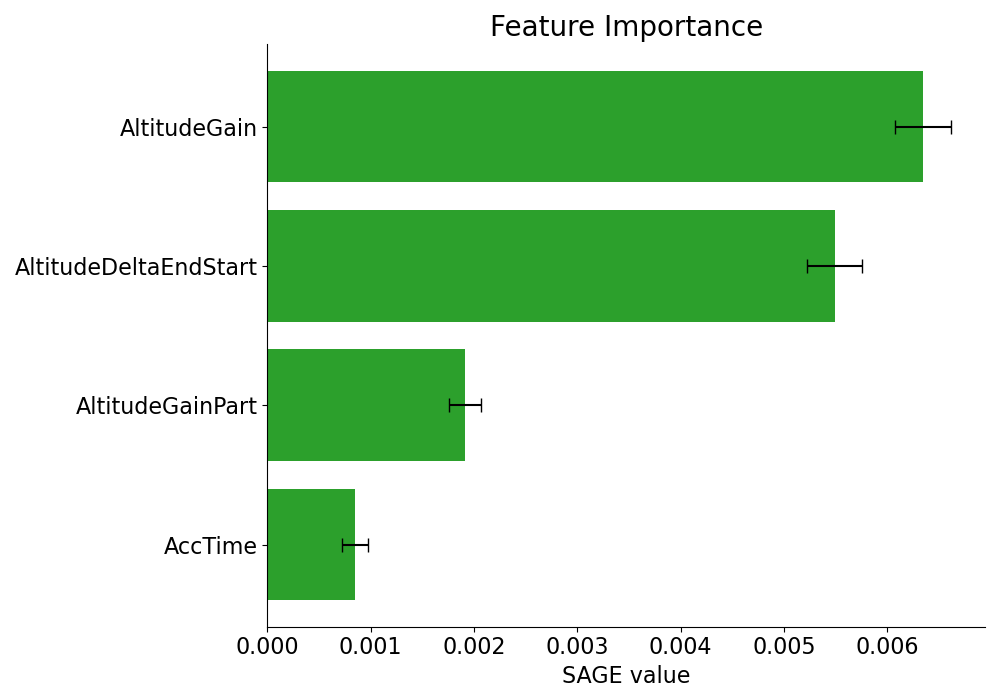 Feature Importance
AltitudeGain
AltitudeDeltaEndStart
AltitudeGainPart
AccTime
0.000 0.001 0.002 0.003 0.004 0.005 0.006
SAGE value